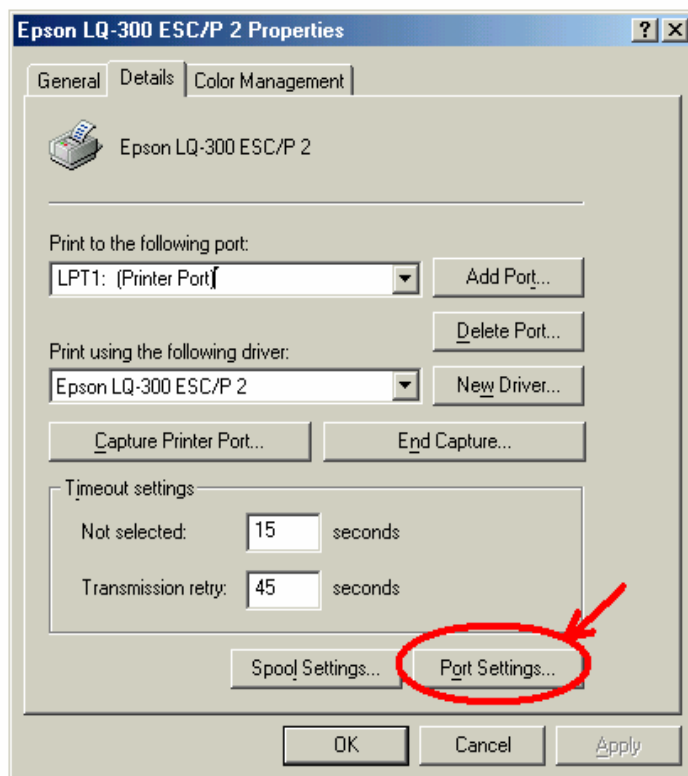 Epson LQ-300 ESC/P 2 Properties
General Details Color Management
Epson LQ-300 ESC/P 2
Print to the following port:
LPT1: (Printer Port) Add Port...
Delete Port...
Print using the following driver:
Epson LQ-300 ESC/P 2 New Driver...
Capture Printer Port... End Capture...
Timeout settings
Not selected: 15 seconds
Transmission retry: 45 seconds
Spool Settings... Port Settings...
OK Cancel Apply